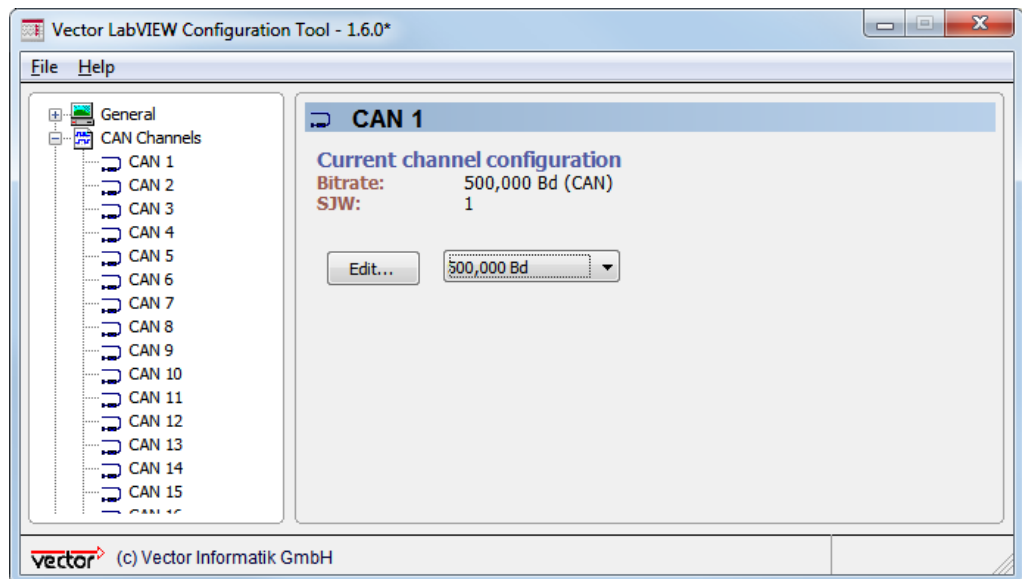 Vector LabVIEW Configuration Tool - 1.6.0*
File Help
General
CAN Channels
CAN 1
CAN 2
CAN 3
CAN 4
CAN 5
CAN 6
CAN 7
CAN 8
CAN 9
CAN 10
CAN 11
CAN 12
CAN 13
CAN 14
CAN 15
CAN 1
Current channel configuration
Bitrate: 500,000 Bd (CAN)
SJW: 1
Edit... 500,000 Bd
vector (c) Vector Informatik GmbH